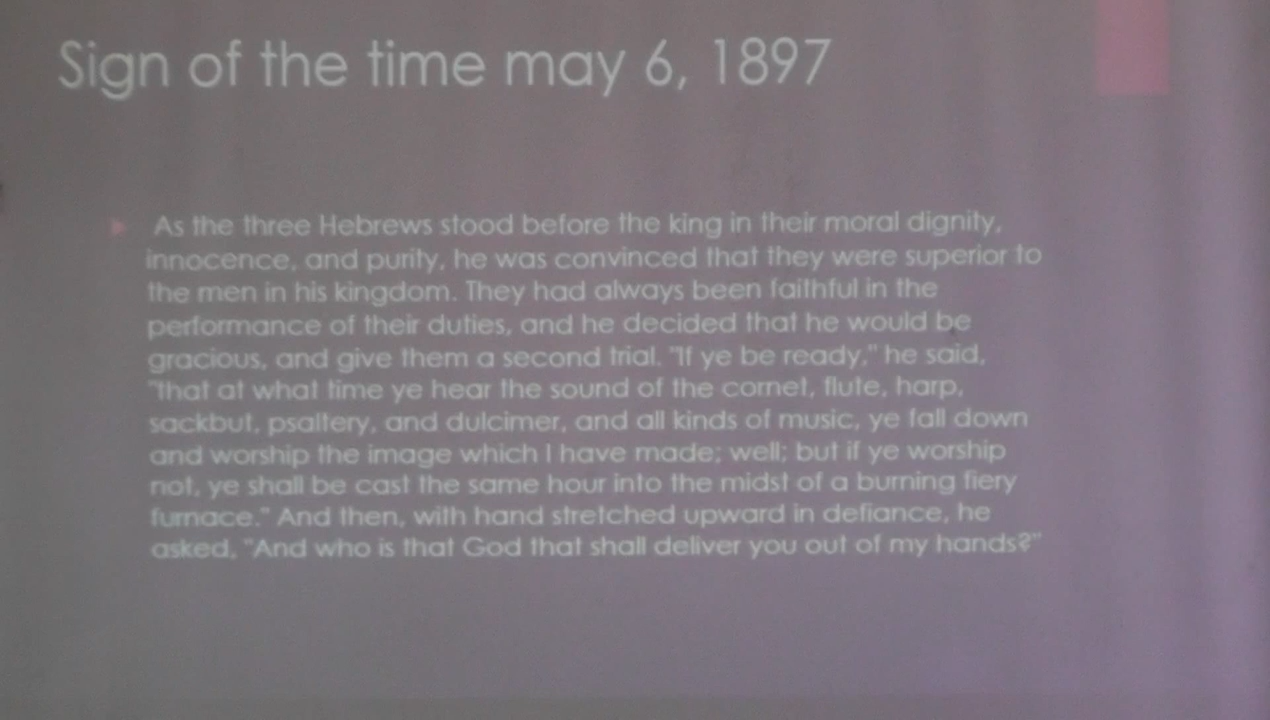 Sign of the time may 6, 1897
As the three Hebrews stood before the king in their moral dignity,
innocence, and purity, he was convinced that they were superior to
the men in his kingdom. They had always been faithful in the
performance of their duties, and he decided that he would be
gracious, and give them a second trial. "If ye be ready," he said,
"that at what time ye hear the sound of the cornet, flute, harp,
sackbut, psaltery, and dulcimer, and all kinds of music, ye fall down
and worship the image which I have made; well; but if ye worship
not, ye shall be cast the same hour into the midst of a burning fiery
furnace." And then, with hand stretched upward in defiance, he
asked, "And who is that God that shall deliver you out of my hands?"